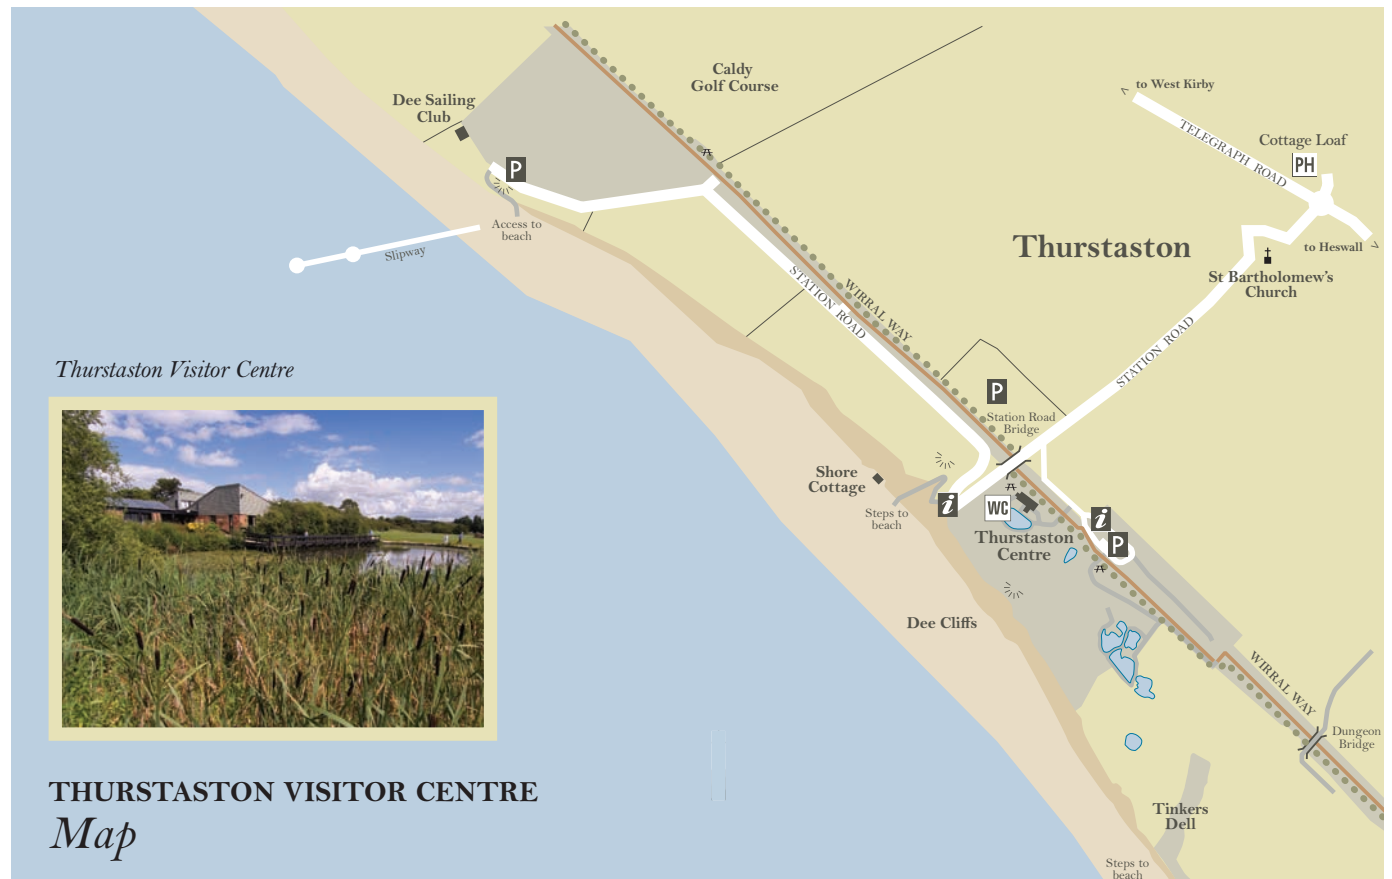 Caldy
Golf Course
to West Kirby
Dee Sailing
Club
TELEGRAPH ROAD
Cottage Loaf
PH
P
Access to
beach
Slipway
Thurstaston
to Heswall
St Bartholomew's
Church
STATION ROAD
WIRRAL WAY
STATION ROAD
Thurstaston Visitor Centre
P
Station Road
Bridge
Shore
Cottage
Steps to
beach
i
WC
i
Thurstaston
Centre
P
Dee Cliffs
WIRRAL WAY
Dungeon
Bridge
Tinkers
Dell
THURSTASTON VISITOR CENTRE
Map
Steps to
beach